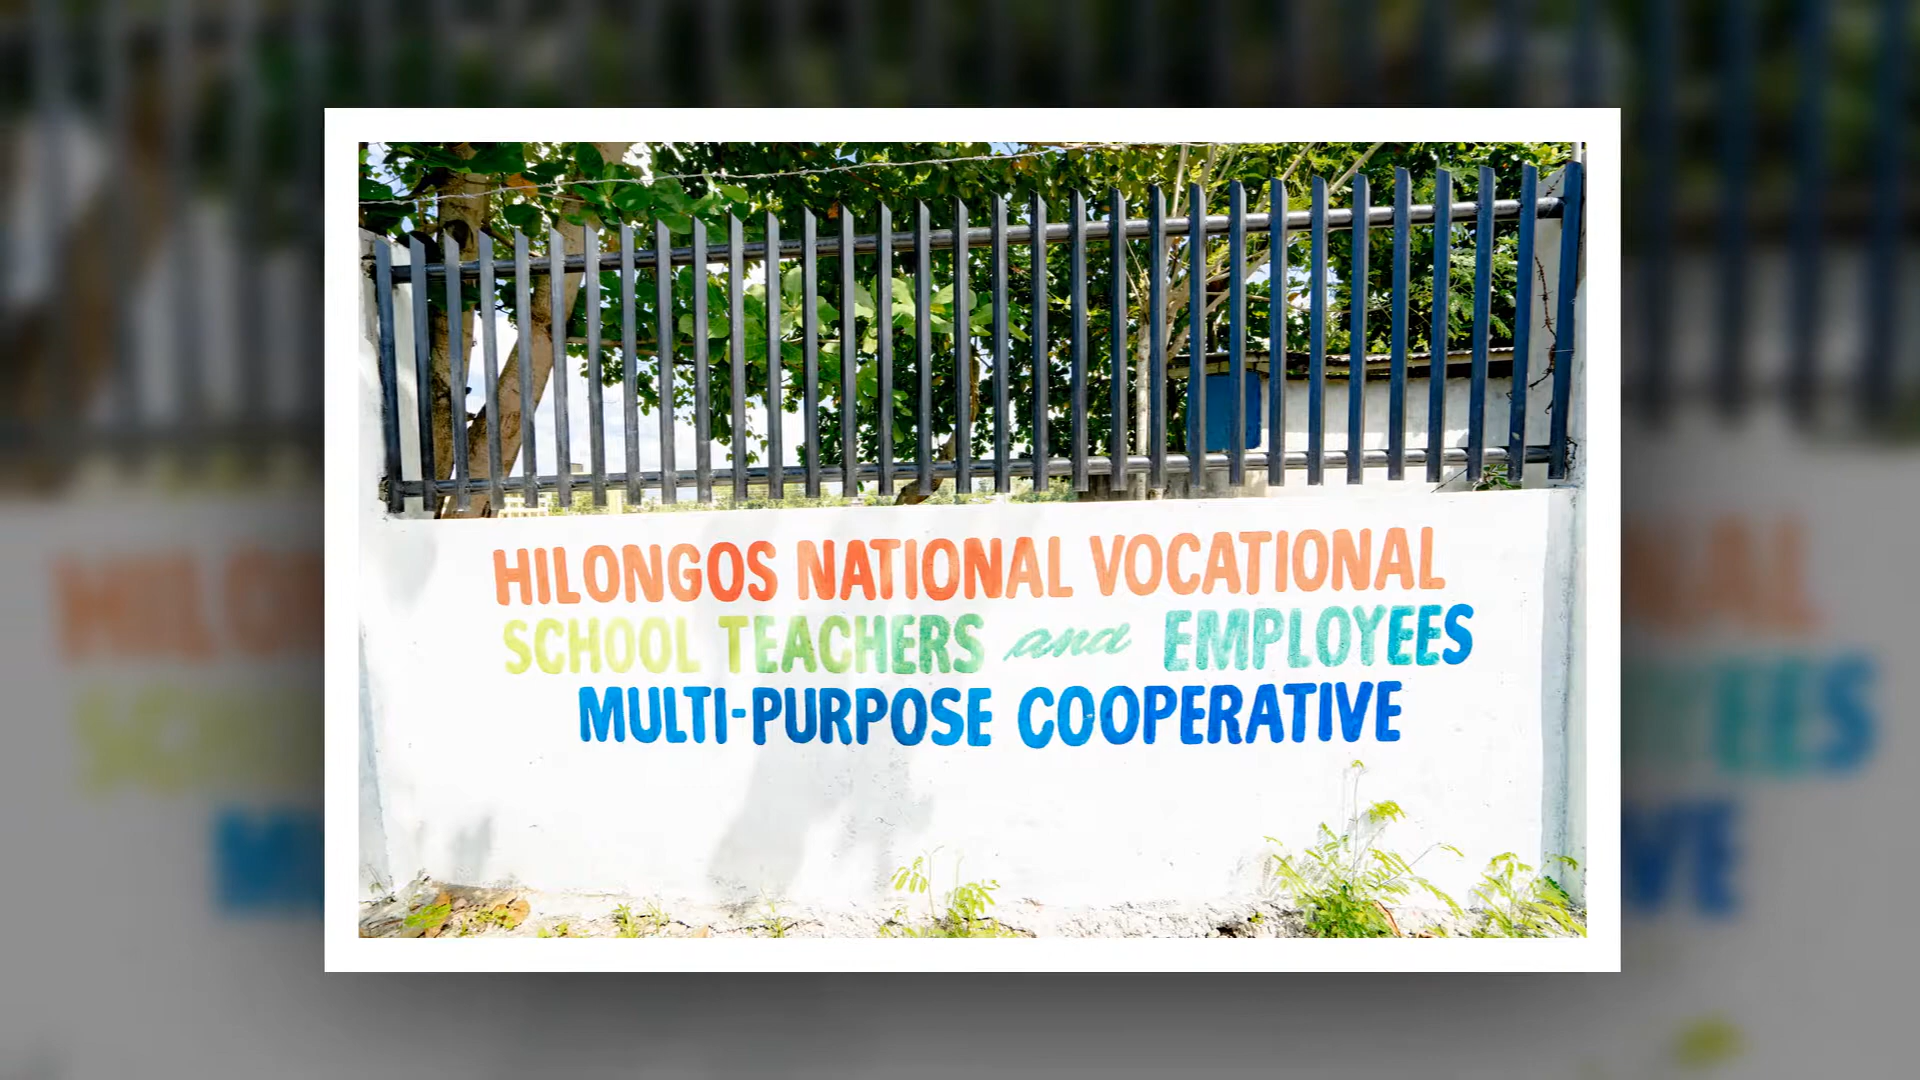 HILONGOS NATIONAL VOCATIONAL
SCHOOL TEACHERS and EMPLOYEES
MULTI-PURPOSE COOPERATIVE